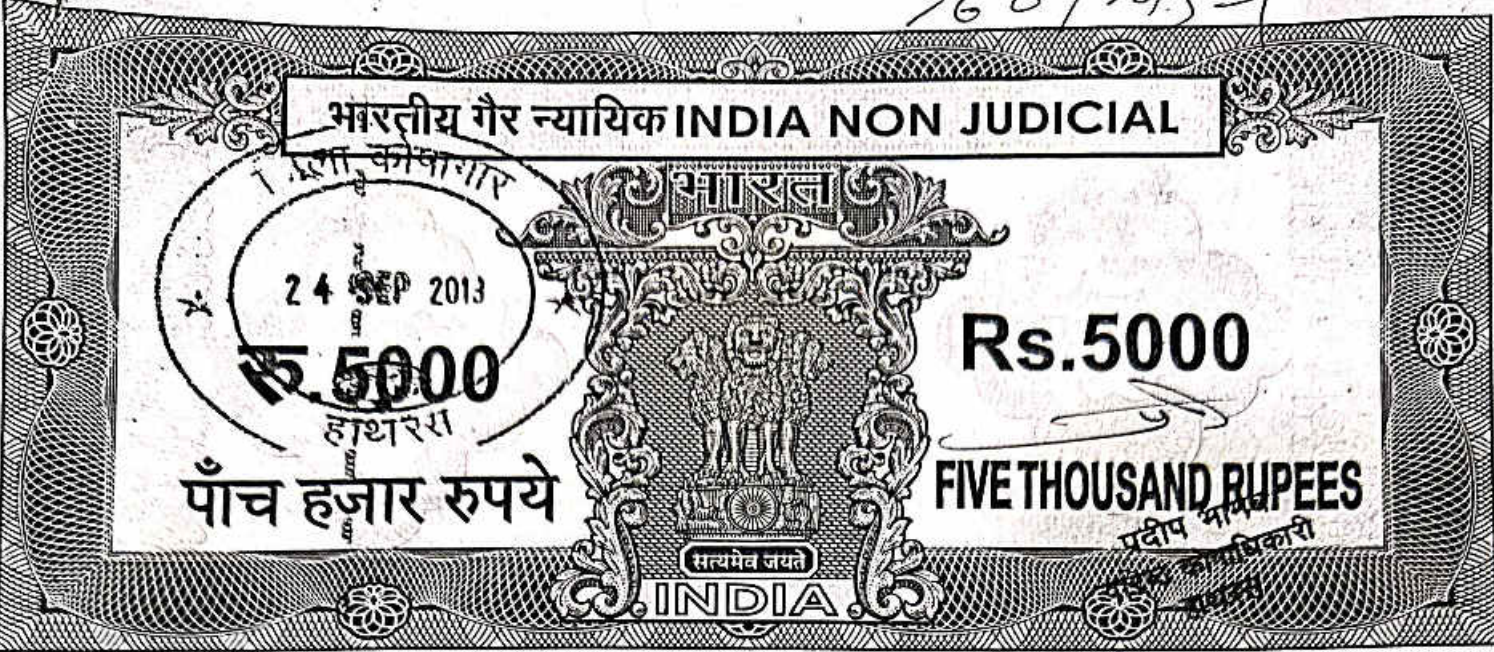 भारतीय गैर न्यायिक INDIA NON JUDICIAL
कोषागार
भारत
24 SEP 2013
रु.5000
Rs.5000
हाथरस
पाँच हजार रुपये
FIVE THOUSAND RUPEES
प्रदीप
सत्यमेव जयते
INDIA